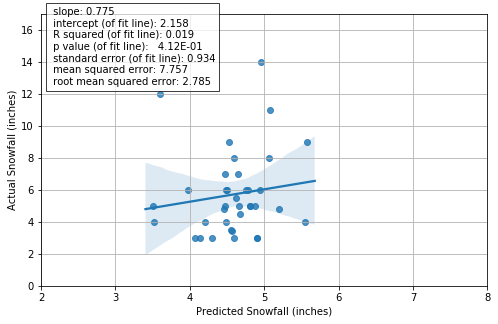 slope: 0.775
intercept (of fit line): 2.158
R squared (of fit line): 0.019
p value (of fit line):   4.12E-01
standard error (of fit line): 0.934
mean squared error: 7.757
root mean squared error: 2.785
16
14
12
10
8
6
4
2
0
Actual Snowfall (inches)
2 3 4 5 6 7 8
Predicted Snowfall (inches)